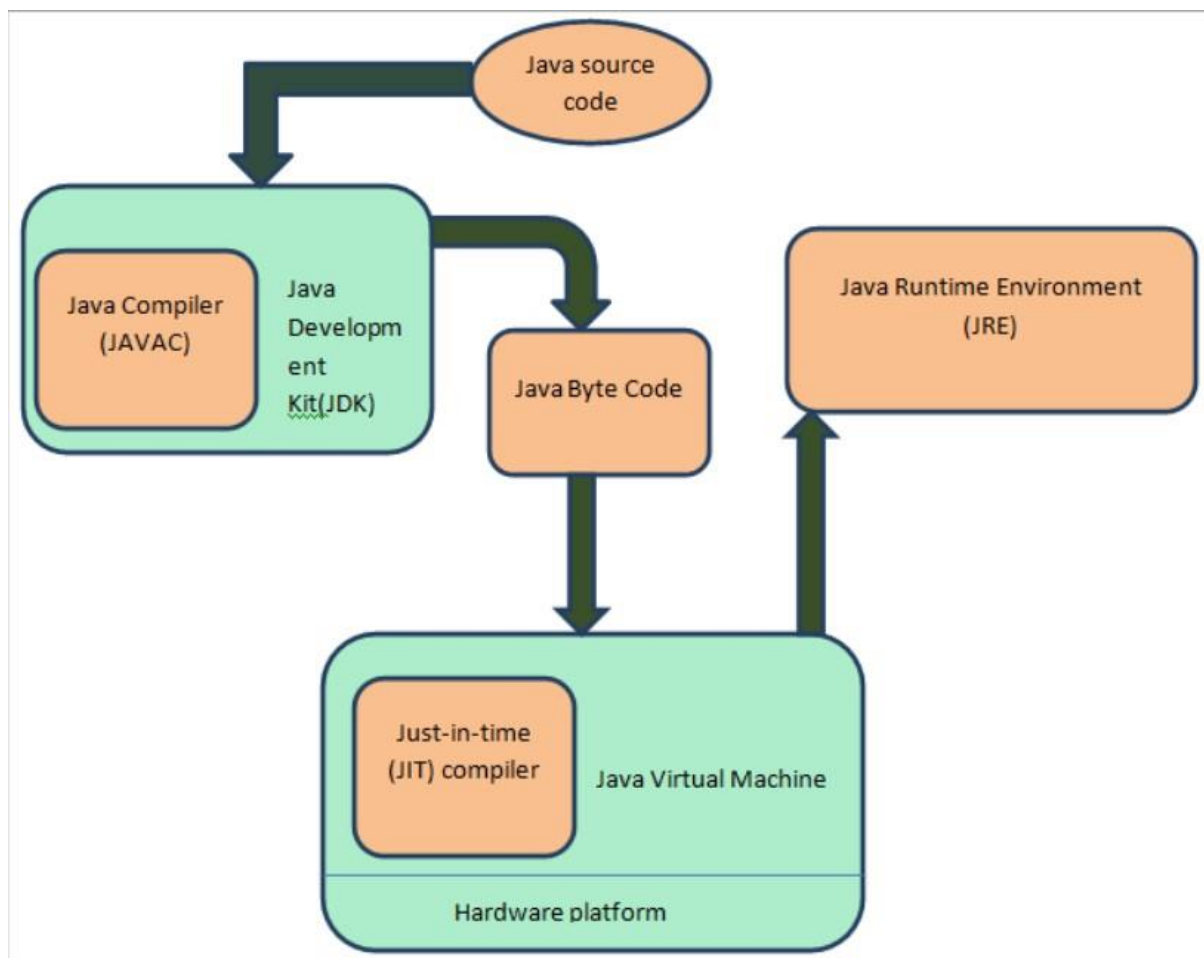 Java source
code
Java Compiler
(JAVAC)
Java
Developm
ent
Kit(JDK)
Java Byte Code
Java Runtime Environment
(JRE)
Just-in-time
(JIT) compiler
Java Virtual Machine
Hardware platform